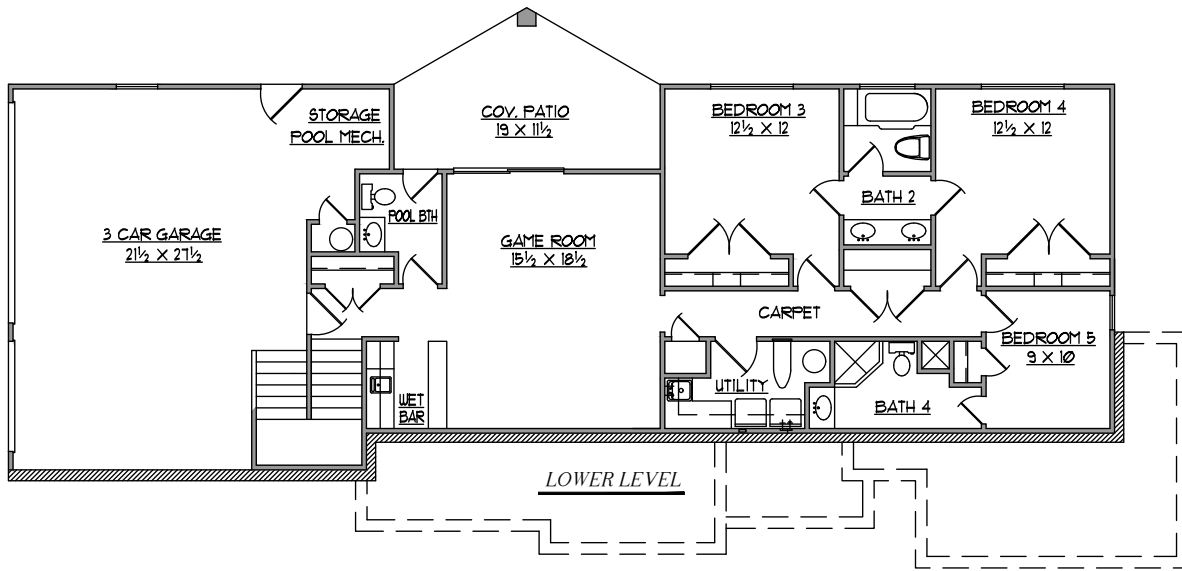 STORAGE
POOL MECH.
COV. PATIO
19 X 11½
BEDROOM 3
12½ X 12
BEDROOM 4
12½ X 12
BATH 2
POOL BTH
3 CAR GARAGE
21½ X 27½
GAME ROOM
15½ X 18½
CARPET
BEDROOM 5
9 X 10
UTILITY
WET
BAR
BATH 4
LOWER LEVEL